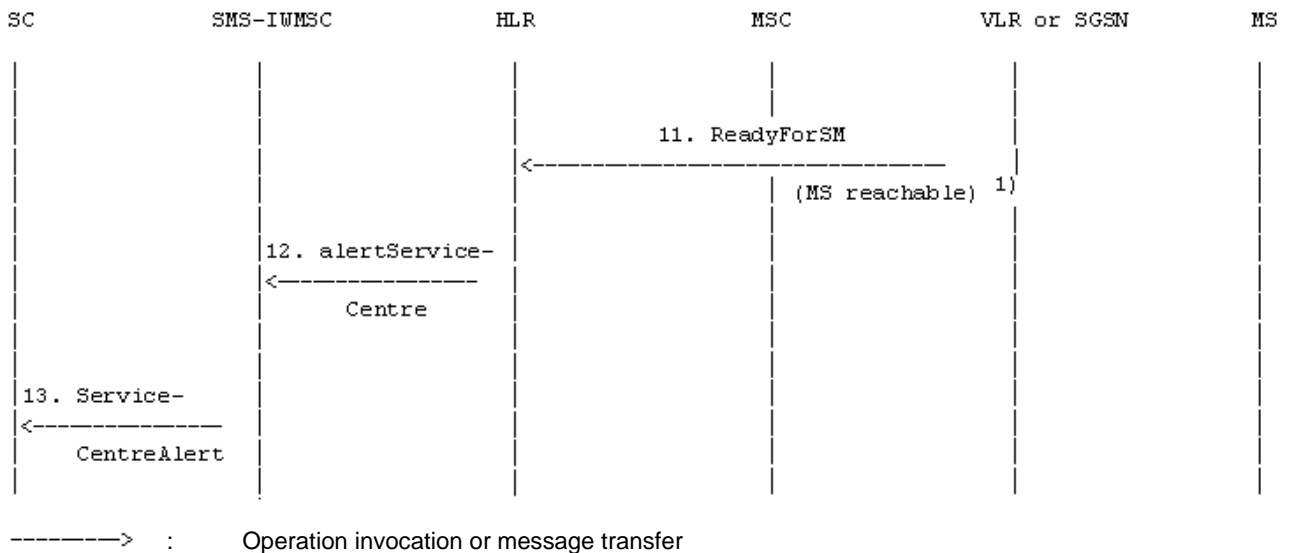 SC SMS-IWMSC HLR MSC VLR or SGSN MS
11. ReadyForSM
(MS reachable) 1)
12. alertService-
Centre
13. Service-
CentreAlert
---------> : Operation invocation or message transfer